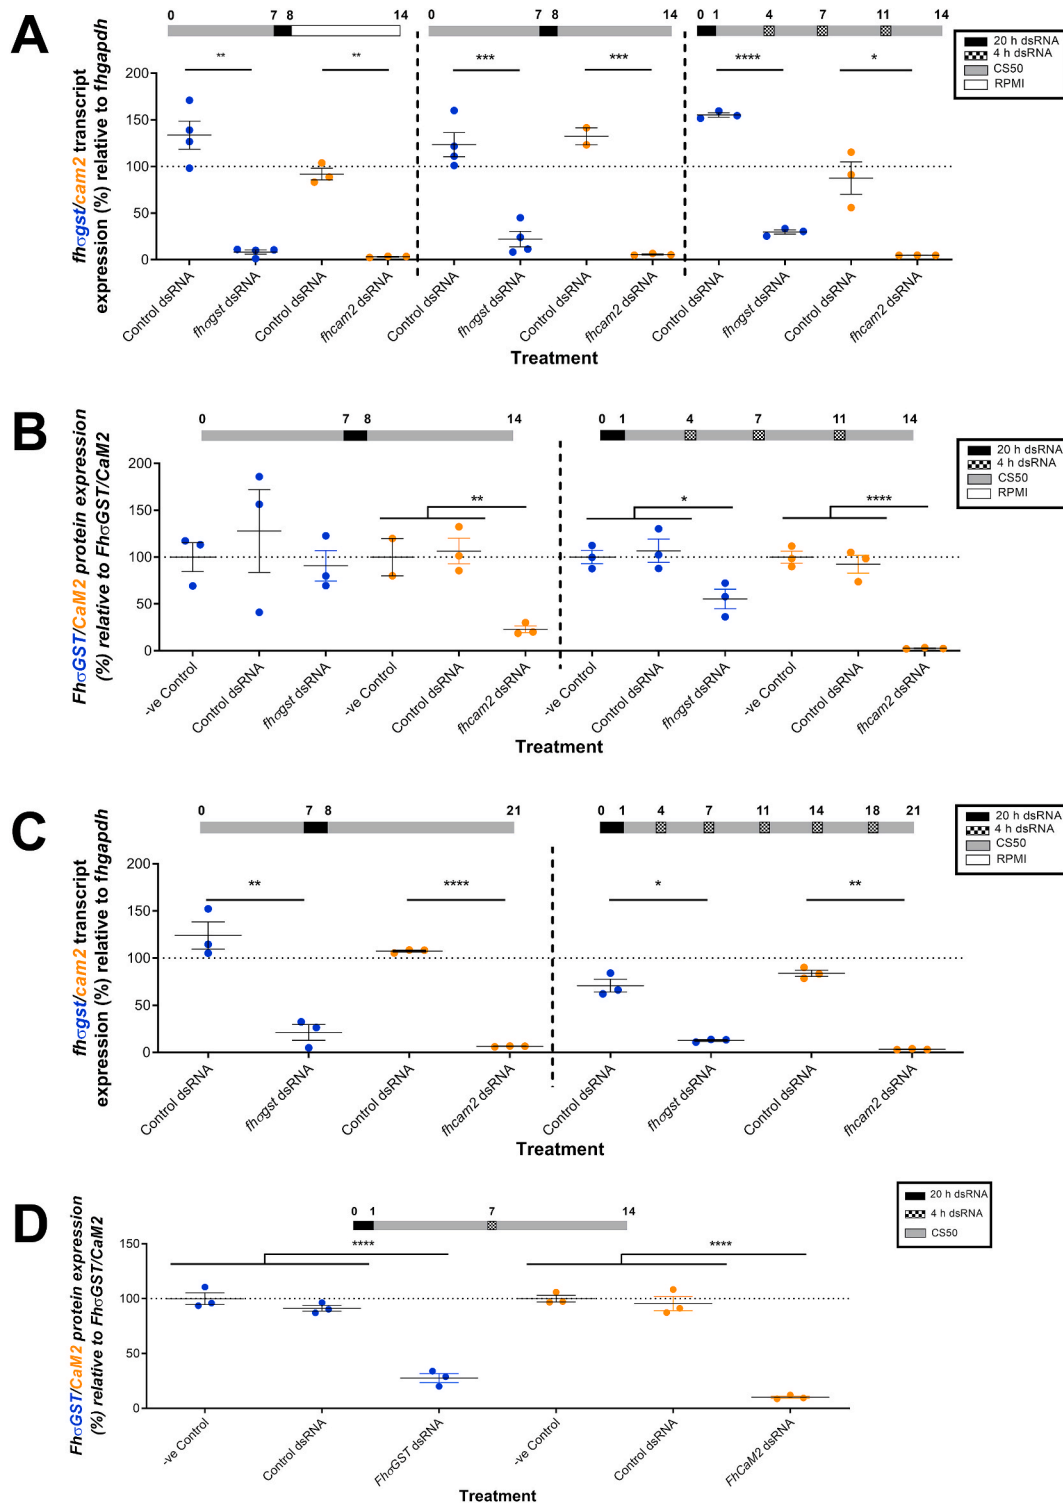 A
0 7 8 14
0 7 8 14
0 1 4 7 11 14
20 h dsRNA
4 h dsRNA
CS50
RPMI
fhσgst/cam2 transcript
expression (%) relative to fhgapdh
** ** *** *** **** *
200
150
100
50
0
Control dsRNA
fhσgst dsRNA
Control dsRNA
fhcam2 dsRNA
Control dsRNA
fhσgst dsRNA
Control dsRNA
fhcam2 dsRNA
Control dsRNA
fhσgst dsRNA
Control dsRNA
fhcam2 dsRNA
Treatment
B
0 7 8 14
0 1 4 7 11 14
20 h dsRNA
4 h dsRNA
CS50
RPMI
FhσGST/CaM2 protein expression
(%) relative to FhσGST/CaM2
** * ****
200
150
100
50
0
-ve Control
Control dsRNA
fhσgst dsRNA
-ve Control
Control dsRNA
fhcam2 dsRNA
-ve Control
Control dsRNA
fhσgst dsRNA
-ve Control
Control dsRNA
fhcam2 dsRNA
Treatment
C
0 7 8 21
0 1 4 7 11 14 18 21
20 h dsRNA
4 h dsRNA
CS50
RPMI
fhσgst/cam2 transcript
expression (%) relative to fhgapdh
** **** * **
200
150
100
50
0
Control dsRNA
fhσgst dsRNA
Control dsRNA
fhcam2 dsRNA
Control dsRNA
fhσgst dsRNA
Control dsRNA
fhcam2 dsRNA
Treatment
D
0 1 7 14
20 h dsRNA
4 h dsRNA
CS50
FhσGST/CaM2 protein expression
(%) relative to FhσGST/CaM2
**** ****
150
100
50
0
-ve Control
Control dsRNA
FhσGST dsRNA
-ve Control
Control dsRNA
FhCaM2 dsRNA
Treatment